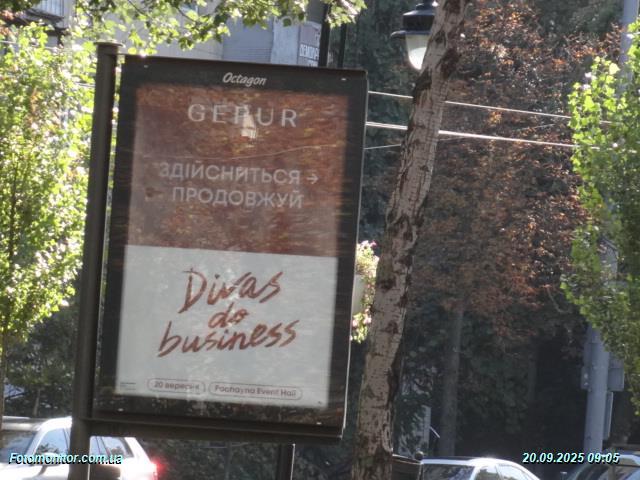 Octagon
GEPUR
ЗДІЙСНИТЬСЯ →
ПРОДОВЖУЙ
Divas
do
business
20 вересня
Pochayna Event Hall
Fotomonitor.com.ua
20.09.2025 09:05